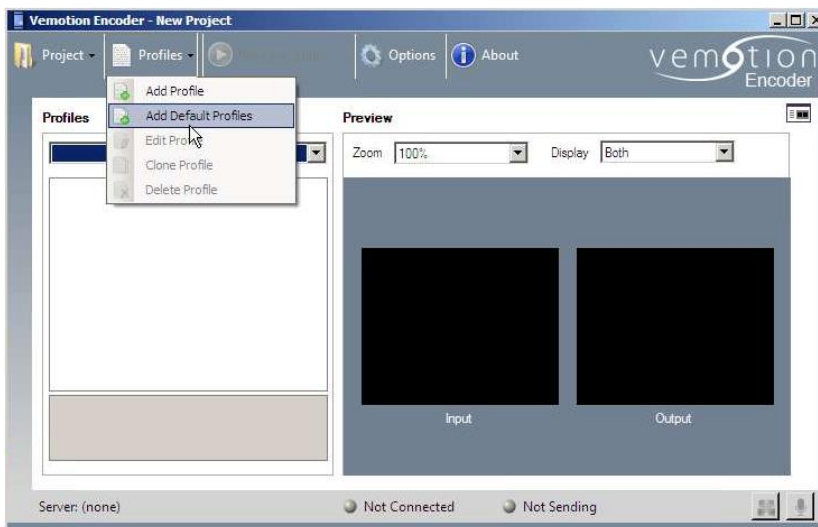 Vemotion Encoder - New Project
Project
Profiles
Options
About
vemotion
Encoder
Add Profile
Add Default Profiles
Edit Profile
Clone Profile
Delete Profile
Profiles
Preview
Zoom 100% Display Both
Input
Output
Server: (none)
Not Connected
Not Sending